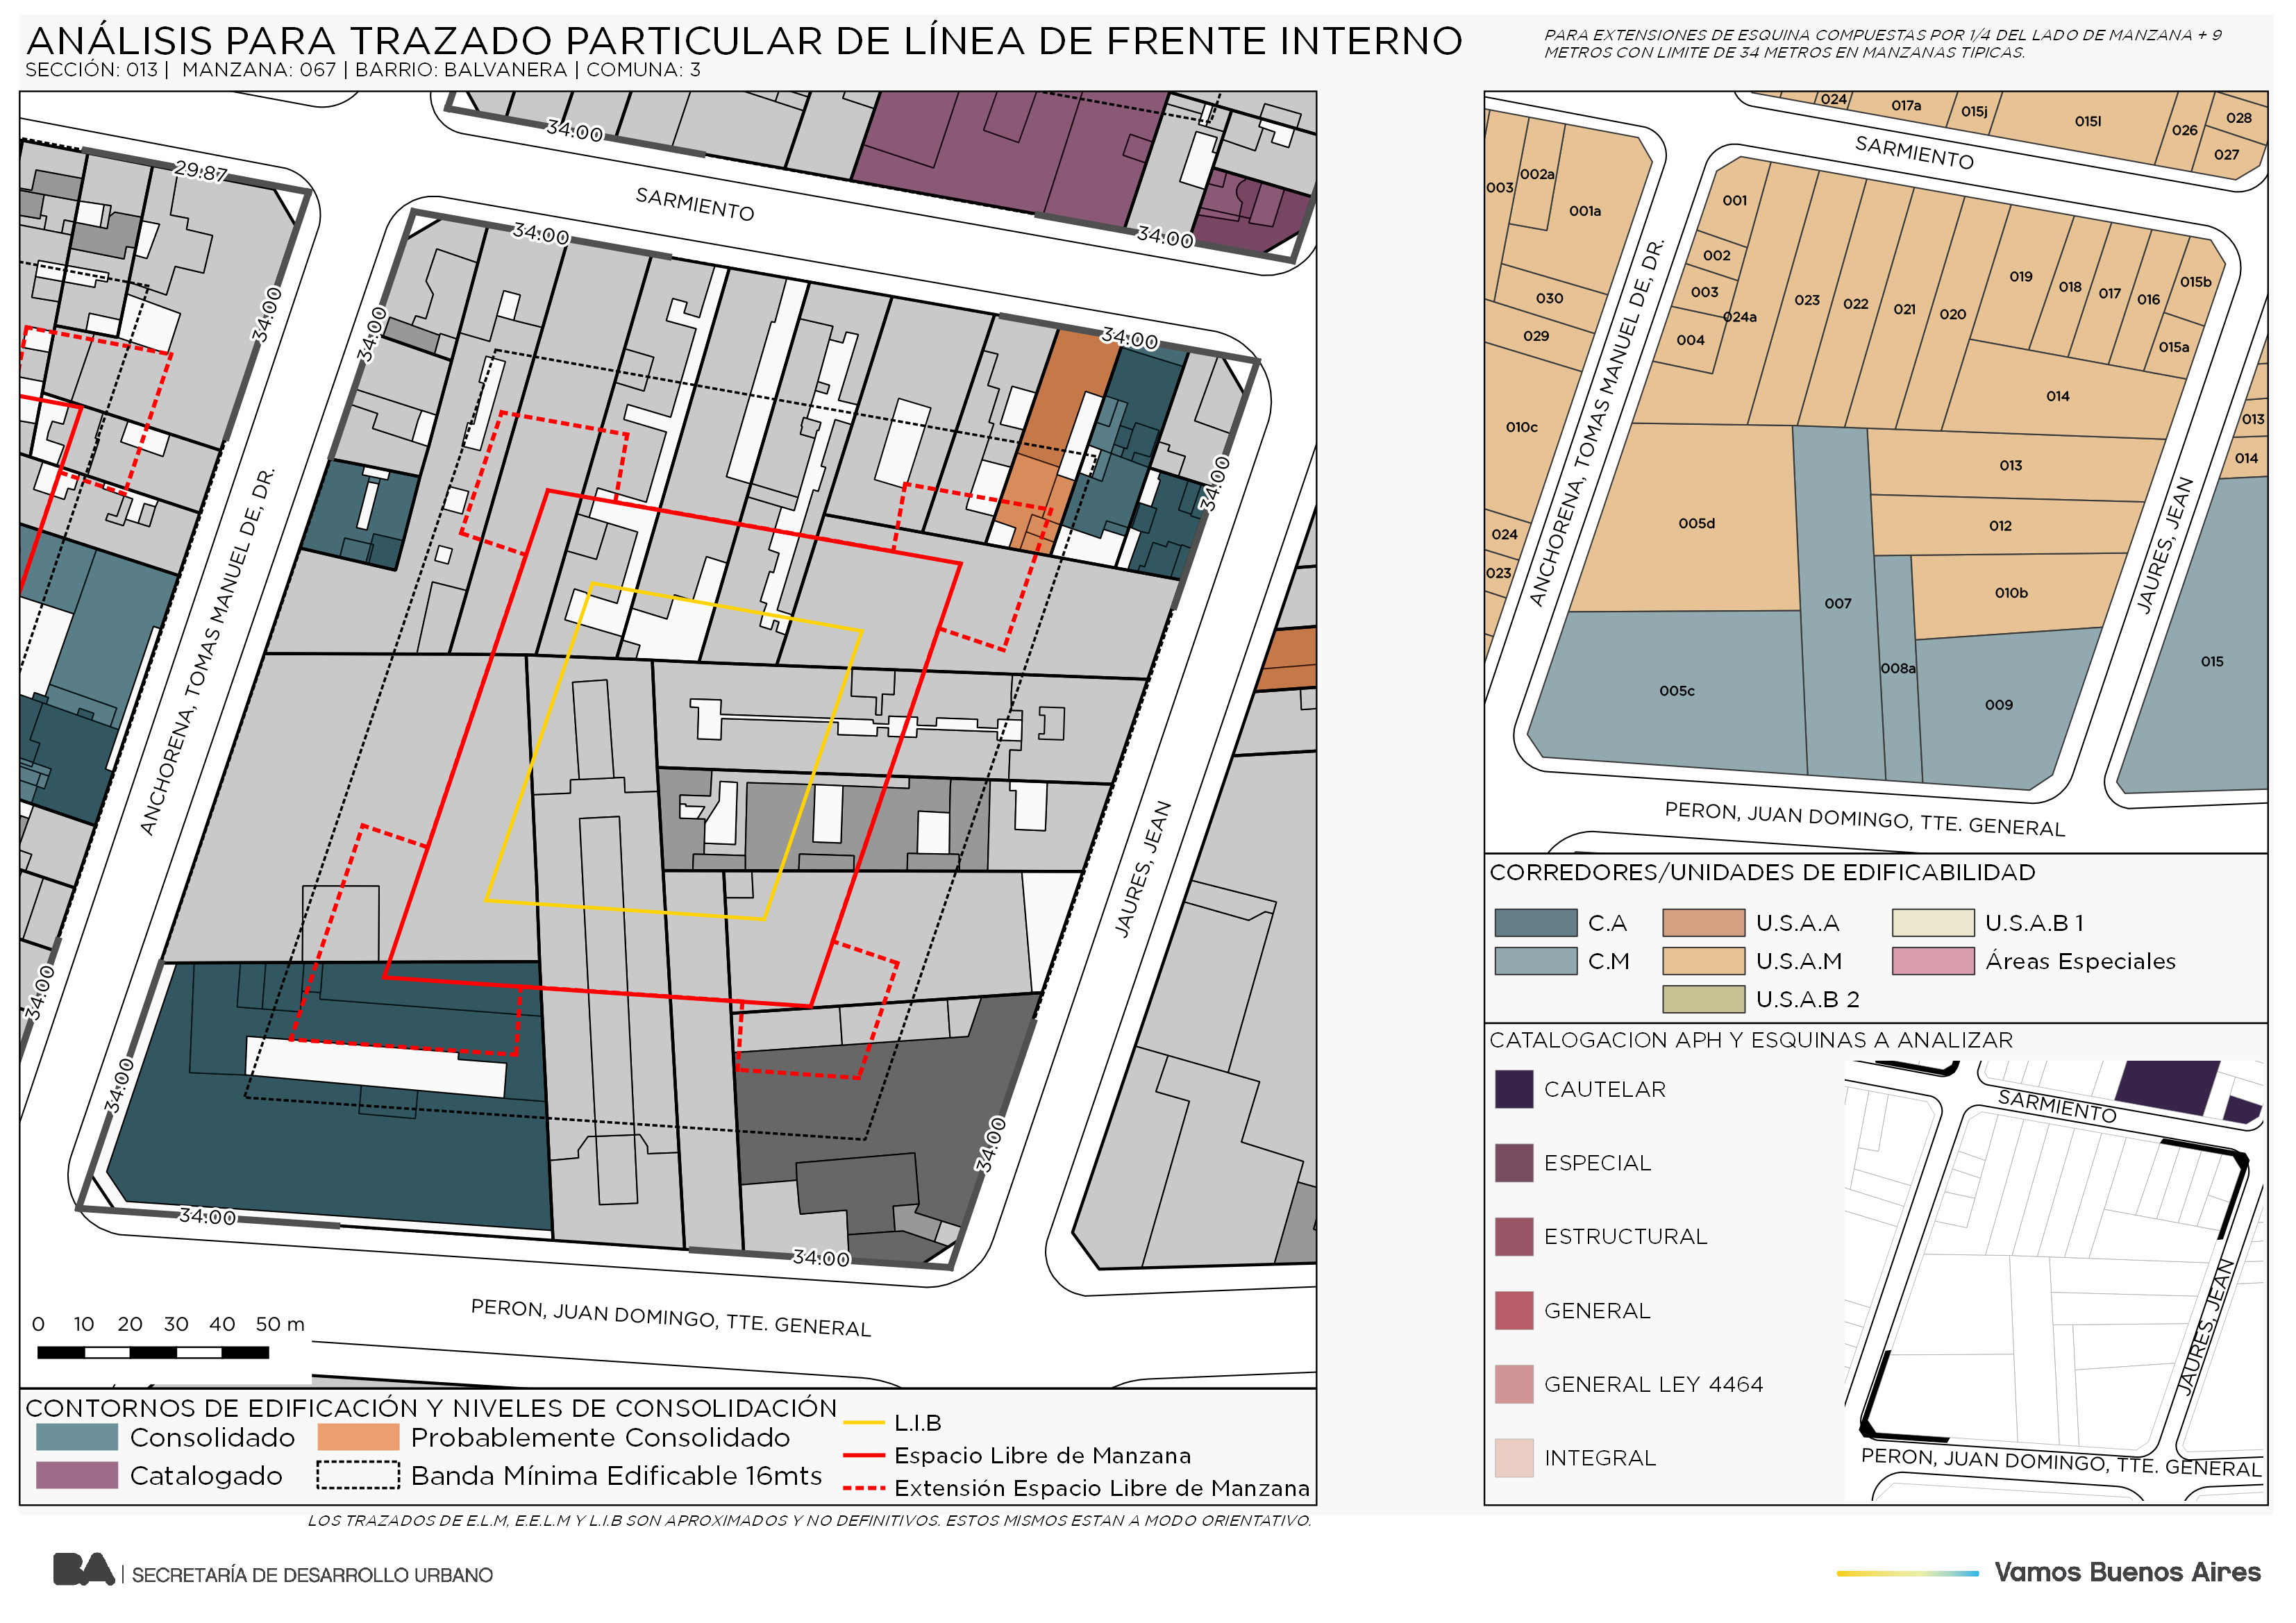 ANÁLISIS PARA TRAZADO PARTICULAR DE LÍNEA DE FRENTE INTERNO
SECCIÓN: 013 | MANZANA: 067 | BARRIO: BALVANERA | COMUNA: 3
PARA EXTENSIONES DE ESQUINA COMPUESTAS POR 1/4 DEL LADO DE MANZANA + 9
METROS CON LIMITE DE 34 METROS EN MANZANAS TIPICAS.
34:00
29.87
SARMIENTO
34:00
34:00
34:00
34:00
34:00
34:00
34:00
ANCHORENA, TOMAS MANUEL DE, DR.
JAURES, JEAN
34:00
34:00
34:00
34:00
34:00
PERON, JUAN DOMINGO, TTE. GENERAL
0 10 20 30 40 50 m
CONTORNOS DE EDIFICACIÓN Y NIVELES DE CONSOLIDACIÓN
Consolidado
Probablemente Consolidado
Catalogado
Banda Mínima Edificable 16mts
L.I.B
Espacio Libre de Manzana
Extensión Espacio Libre de Manzana
LOS TRAZADOS DE E.L.M, E.E.L.M Y L.I.B SON APROXIMADOS Y NO DEFINITIVOS. ESTOS MISMOS ESTAN A MODO ORIENTATIVO.
024
017a
015j
015l
026
028
027
SARMIENTO
003
002a
001a
030
029
010c
024
023
001
002
003
004
024a
023
022
021
020
019
018
017
016
015b
015a
014
013
014
013
012
010b
005d
007
008a
005c
009
015
ANCHORENA, TOMAS MANUEL DE, DR.
JAURES, JEAN
PERON, JUAN DOMINGO, TTE. GENERAL
CORREDORES/UNIDADES DE EDIFICABILIDAD
C.A
U.S.A.A
U.S.A.B 1
C.M
U.S.A.M
Áreas Especiales
U.S.A.B 2
CATALOGACION APH Y ESQUINAS A ANALIZAR
CAUTELAR
ESPECIAL
ESTRUCTURAL
GENERAL
GENERAL LEY 4464
INTEGRAL
SARMIENTO
JAURES, JEAN
PERON, JUAN DOMINGO, TTE. GENERAL
BA | SECRETARÍA DE DESARROLLO URBANO
Vamos Buenos Aires